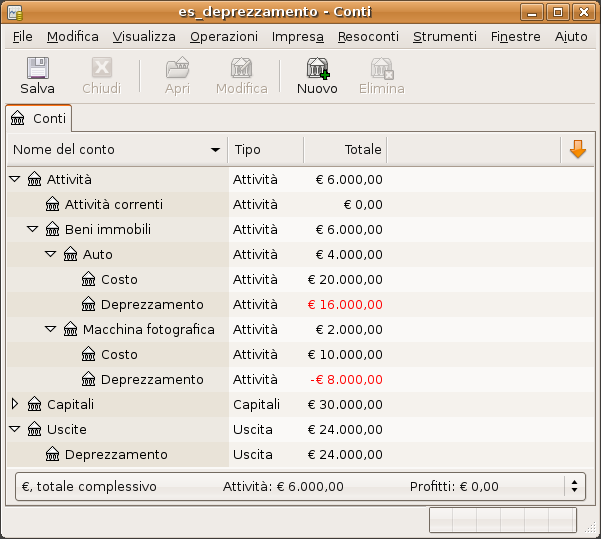 es_deprezzamento - Conti
File Modifica Visualizza Operazioni Impresa Resoconti Strumenti Finestre Aiuto
Salva Chiudi Apri Modifica Nuovo Elimina
Conti
Nome del conto Tipo Totale
Attività Attività € 6.000,00
Attività correnti Attività € 0,00
Beni immobili Attività € 6.000,00
Auto Attività € 4.000,00
Costo Attività € 20.000,00
Deprezzamento Attività € 16.000,00
Macchina fotografica Attività € 2.000,00
Costo Attività € 10.000,00
Deprezzamento Attività -€ 8.000,00
Capitali Capitali € 30.000,00
Uscite Uscita € 24.000,00
Deprezzamento Uscita € 24.000,00
€, totale complessivo Attività: € 6.000,00 Profitti: € 0,00